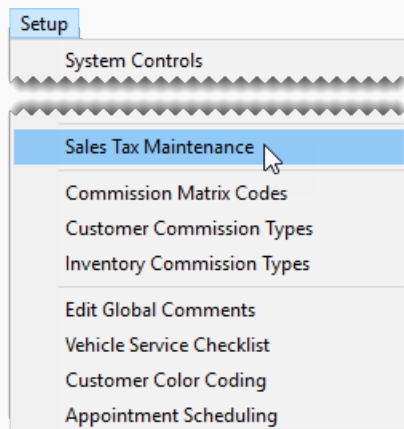 Setup
System Controls
Sales Tax Maintenance
Commission Matrix Codes
Customer Commission Types
Inventory Commission Types
Edit Global Comments
Vehicle Service Checklist
Customer Color Coding
Appointment Scheduling